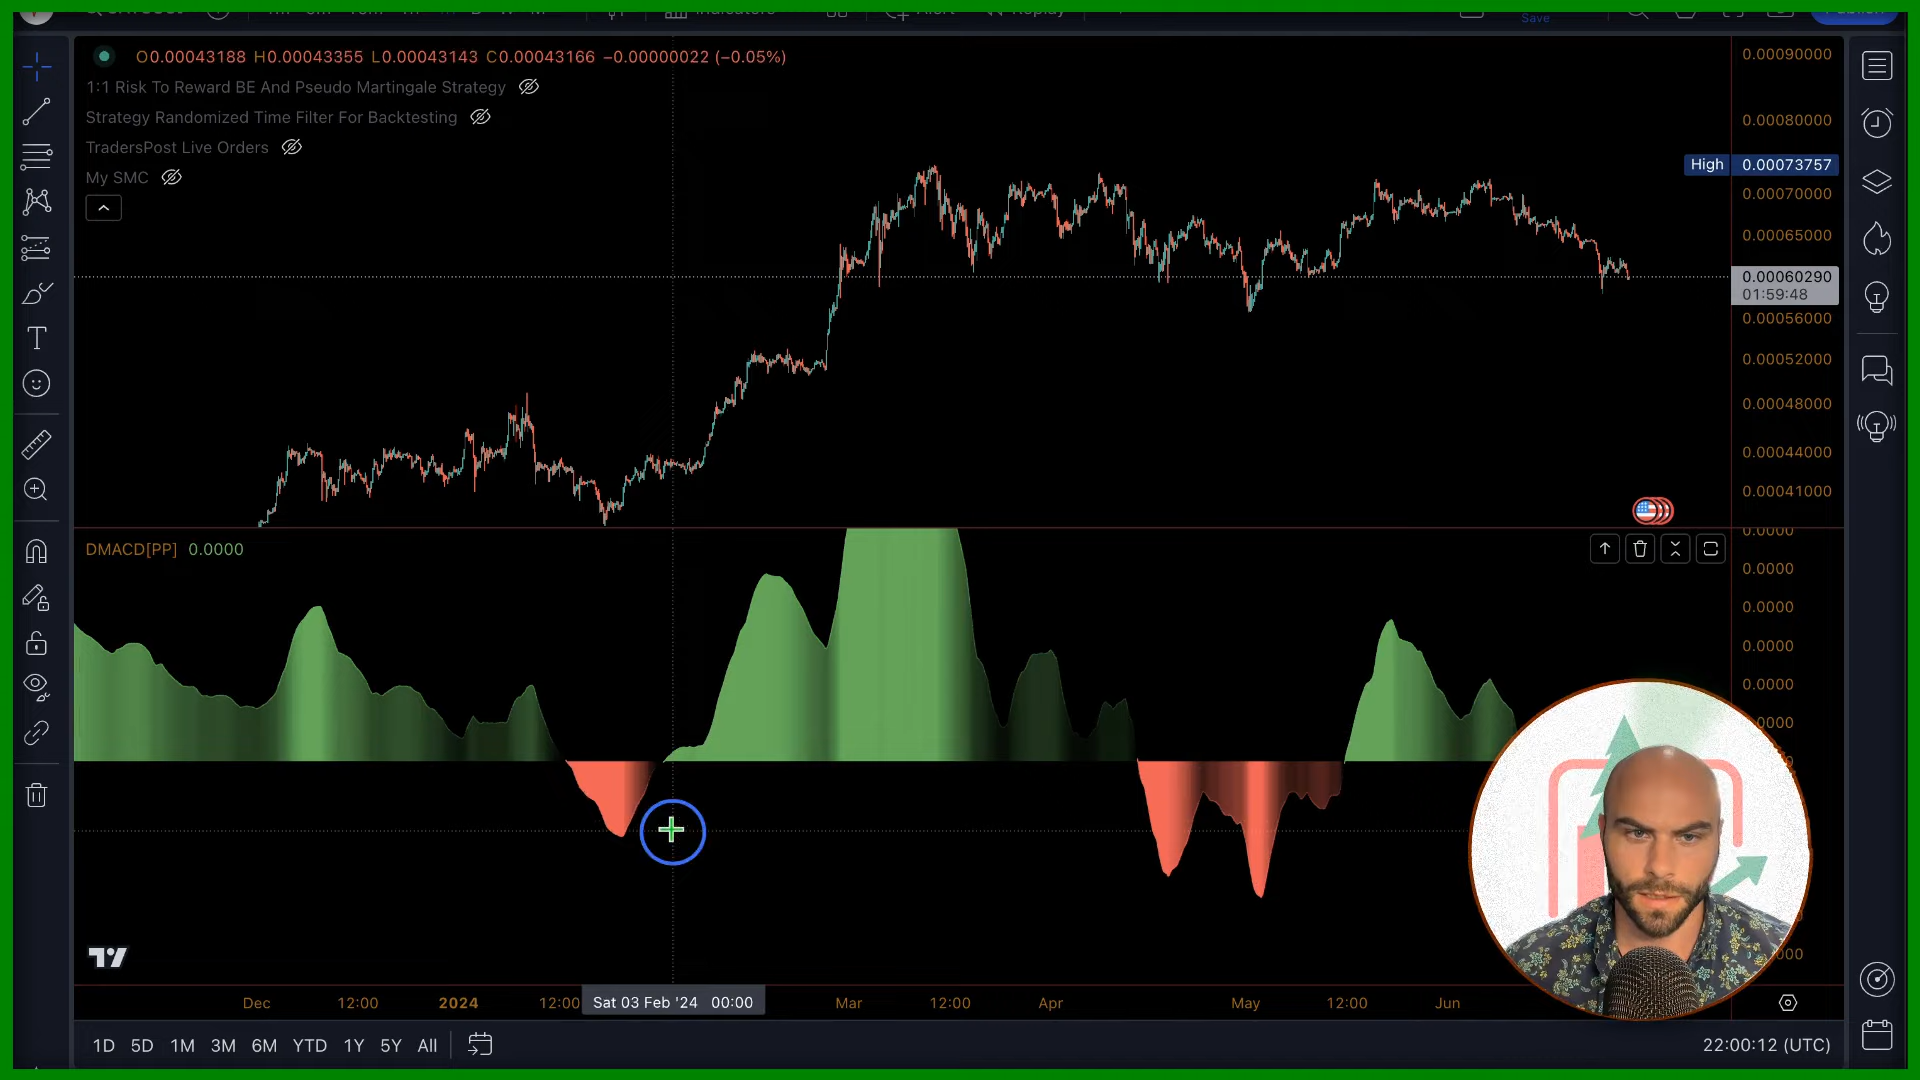 Indicators
Alert
Replay
Save
Publish
O0.00043188 H0.00043355 L0.00043143 C0.00043166 −0.00000022 (−0.05%)
1:1 Risk To Reward BE And Pseudo Martingale Strategy
Strategy Randomized Time Filter For Backtesting
TradersPost Live Orders
My SMC
0.00090000
0.00080000
High 0.00073757
0.00070000
0.00065000
0.00060290
01:59:48
0.00056000
0.00052000
0.00048000
0.00044000
0.00041000
DMACD[PP] 0.0000
0.0000
0.0000
0.0000
0.0000
0.0000
Dec 12:00 2024 12:00 Sat 03 Feb '24 00:00 Mar 12:00 Apr May 12:00 Jun
1D 5D 1M 3M 6M YTD 1Y 5Y All
22:00:12 (UTC)